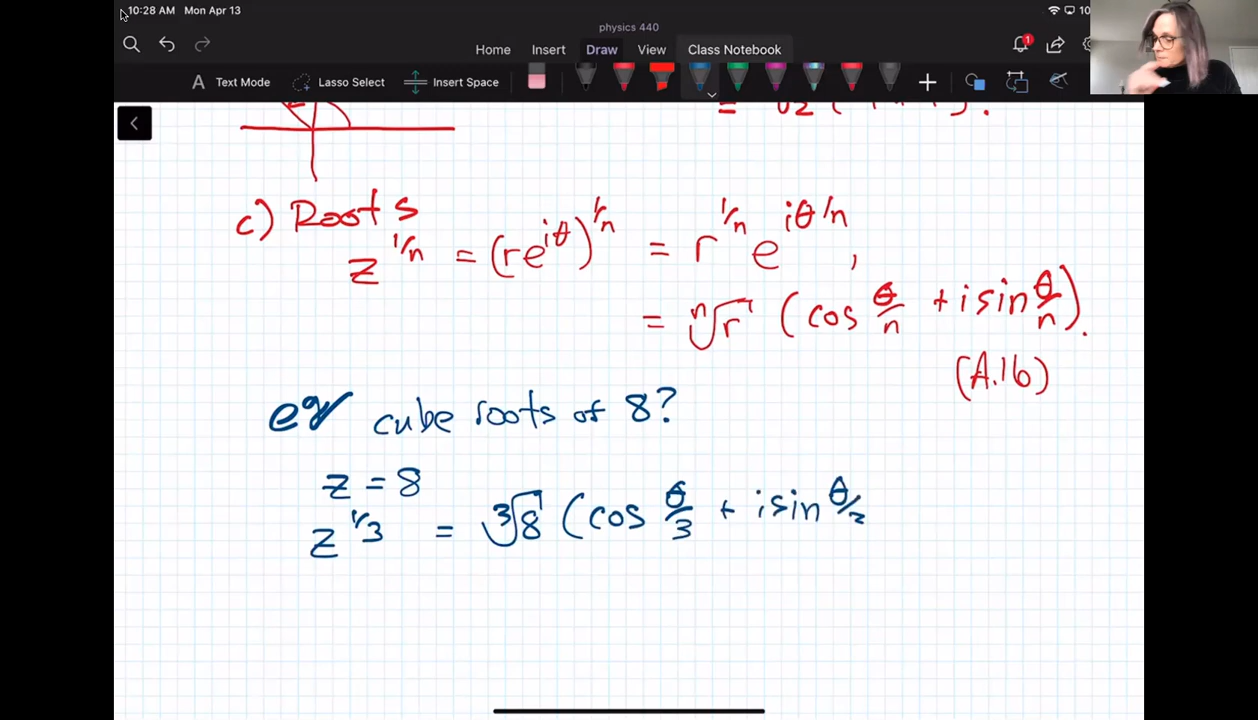 10:28 AM Mon Apr 13
physics 440
Home Insert Draw View Class Notebook
1
Text Mode Lasso Select Insert Space
c) Roots
z^{1/n} = (re^{iθ})^{1/n} = r^{1/n} e^{iθ/n},
= ⁿ√r (cos θ/n + i sin θ/n).
(A.16)
eg cube roots of 8?
z = 8
z^{1/3} = ³√8 (cos θ/3 + i sin θ/